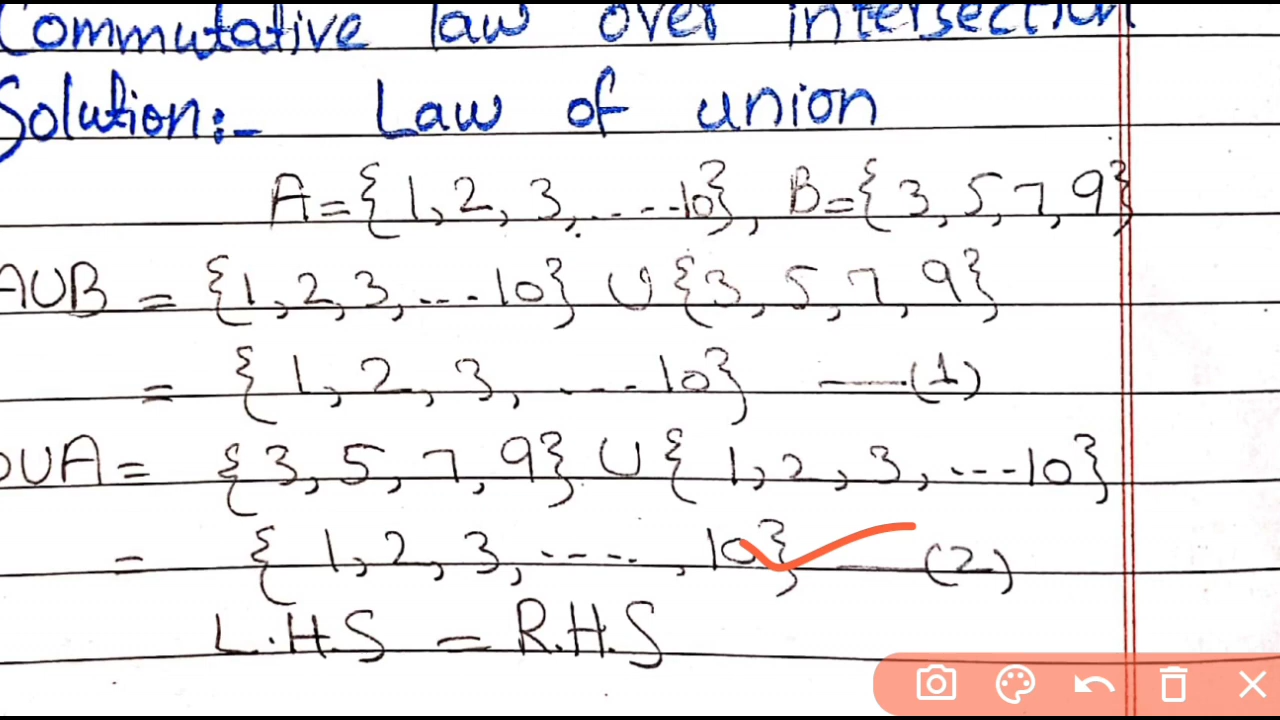 Commutative law over intersection
Solution:- Law of union
A={1,2,3,....10}, B={3,5,7,9}
AUB = {1,2,3,...10} U {3,5,7,9}
= {1,2,3,...10} —(1)
BUA = {3,5,7,9} U {1,2,3,...10}
= {1,2,3,....,10} —(2)
L.H.S = R.H.S